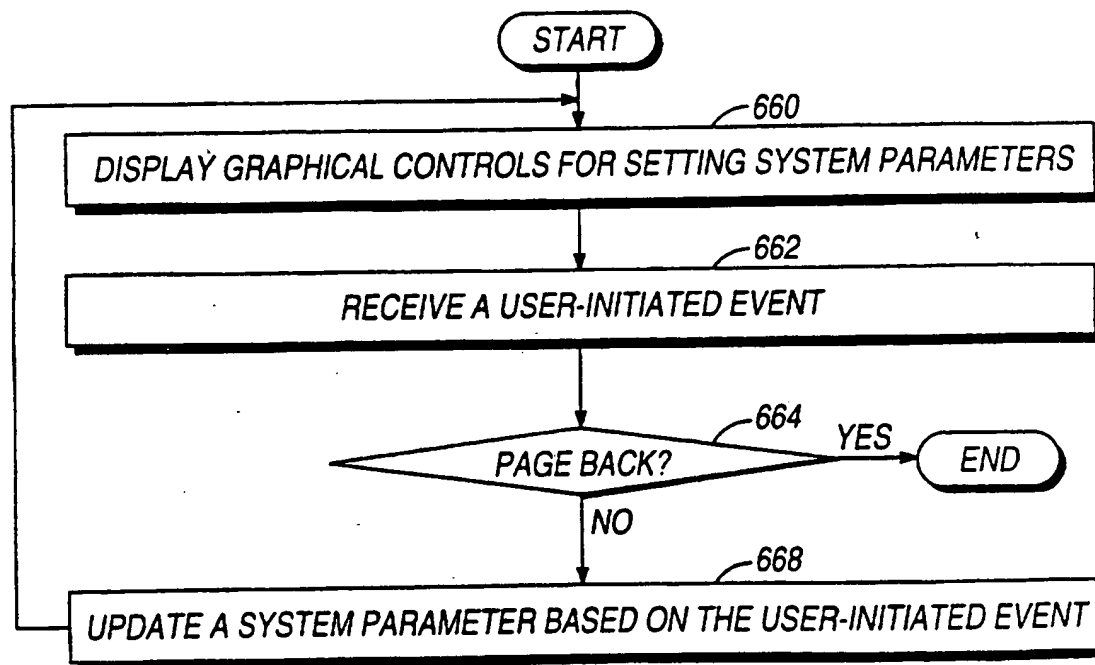 START
660
DISPLAY GRAPHICAL CONTROLS FOR SETTING SYSTEM PARAMETERS
662
RECEIVE A USER-INITIATED EVENT
664
PAGE BACK?
YES
END
NO
668
UPDATE A SYSTEM PARAMETER BASED ON THE USER-INITIATED EVENT